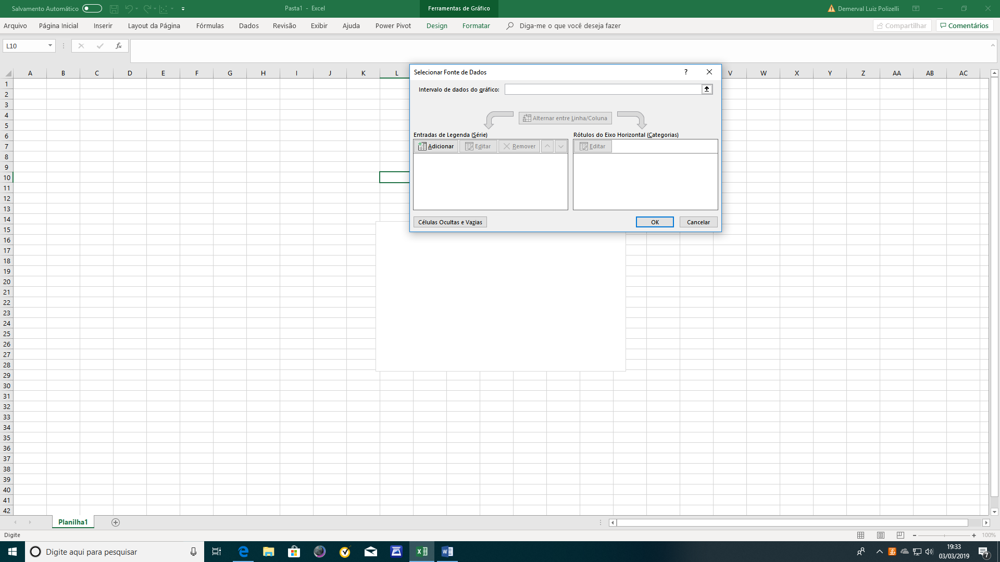 Salvamento Automático
Pasta1 - Excel
Ferramentas de Gráfico
Demerval Luiz Polizelli
Arquivo Página Inicial Inserir Layout da Página Fórmulas Dados Revisão Exibir Ajuda Power Pivot Design Formatar Diga-me o que você deseja fazer Compartilhar Comentários
L10 fx
A B C D E F G H I J K L V W X Y Z AA AB AC
Selecionar Fonte de Dados ?
Intervalo de dados do gráfico:
Alternar entre Linha/Coluna
Entradas de Legenda (Série) Rótulos do Eixo Horizontal (Categorias)
Adicionar Editar Remover Editar
Células Ocultas e Vazias OK Cancelar
1
2
3
4
5
6
7
8
9
10
11
12
13
14
15
16
17
18
19
20
21
22
23
24
25
26
27
28
29
30
31
32
33
34
35
36
37
38
39
40
41
42
Planilha1
Digite 100%
Digite aqui para pesquisar
19:33
03/03/2019
7